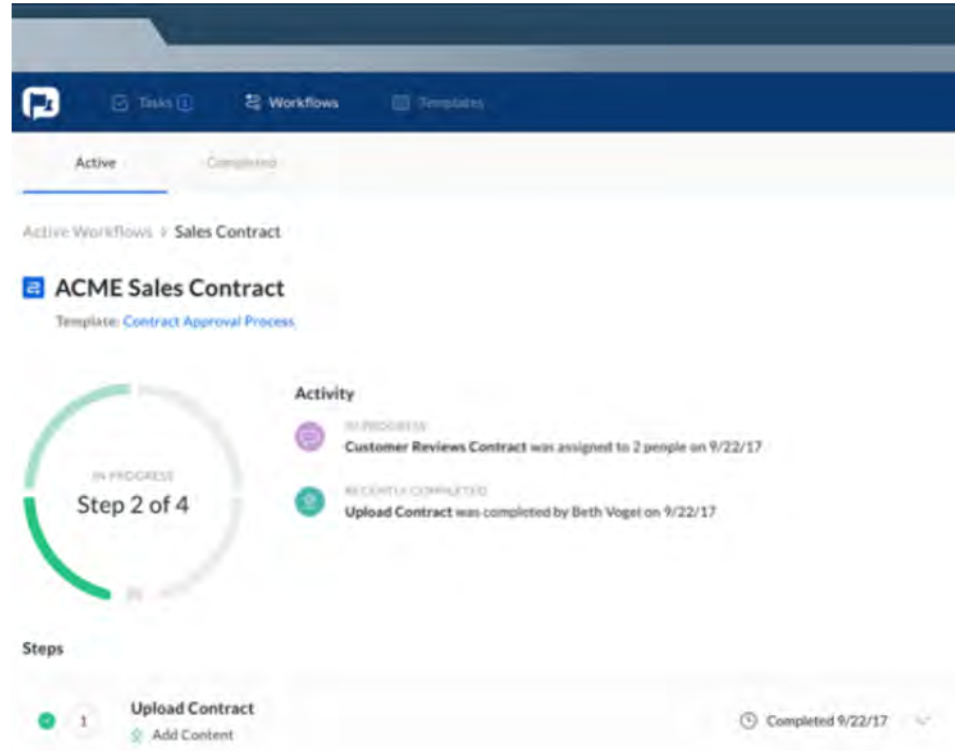 Tasks 1
Workflows
Templates
Active
Completed
Active Workflows > Sales Contract
ACME Sales Contract
Template: Contract Approval Process
Activity
IN PROGRESS
Customer Reviews Contract was assigned to 2 people on 9/22/17
RECENTLY COMPLETED
Upload Contract was completed by Beth Vogel on 9/22/17
IN PROGRESS
Step 2 of 4
Steps
1
Upload Contract
Add Content
Completed 9/22/17